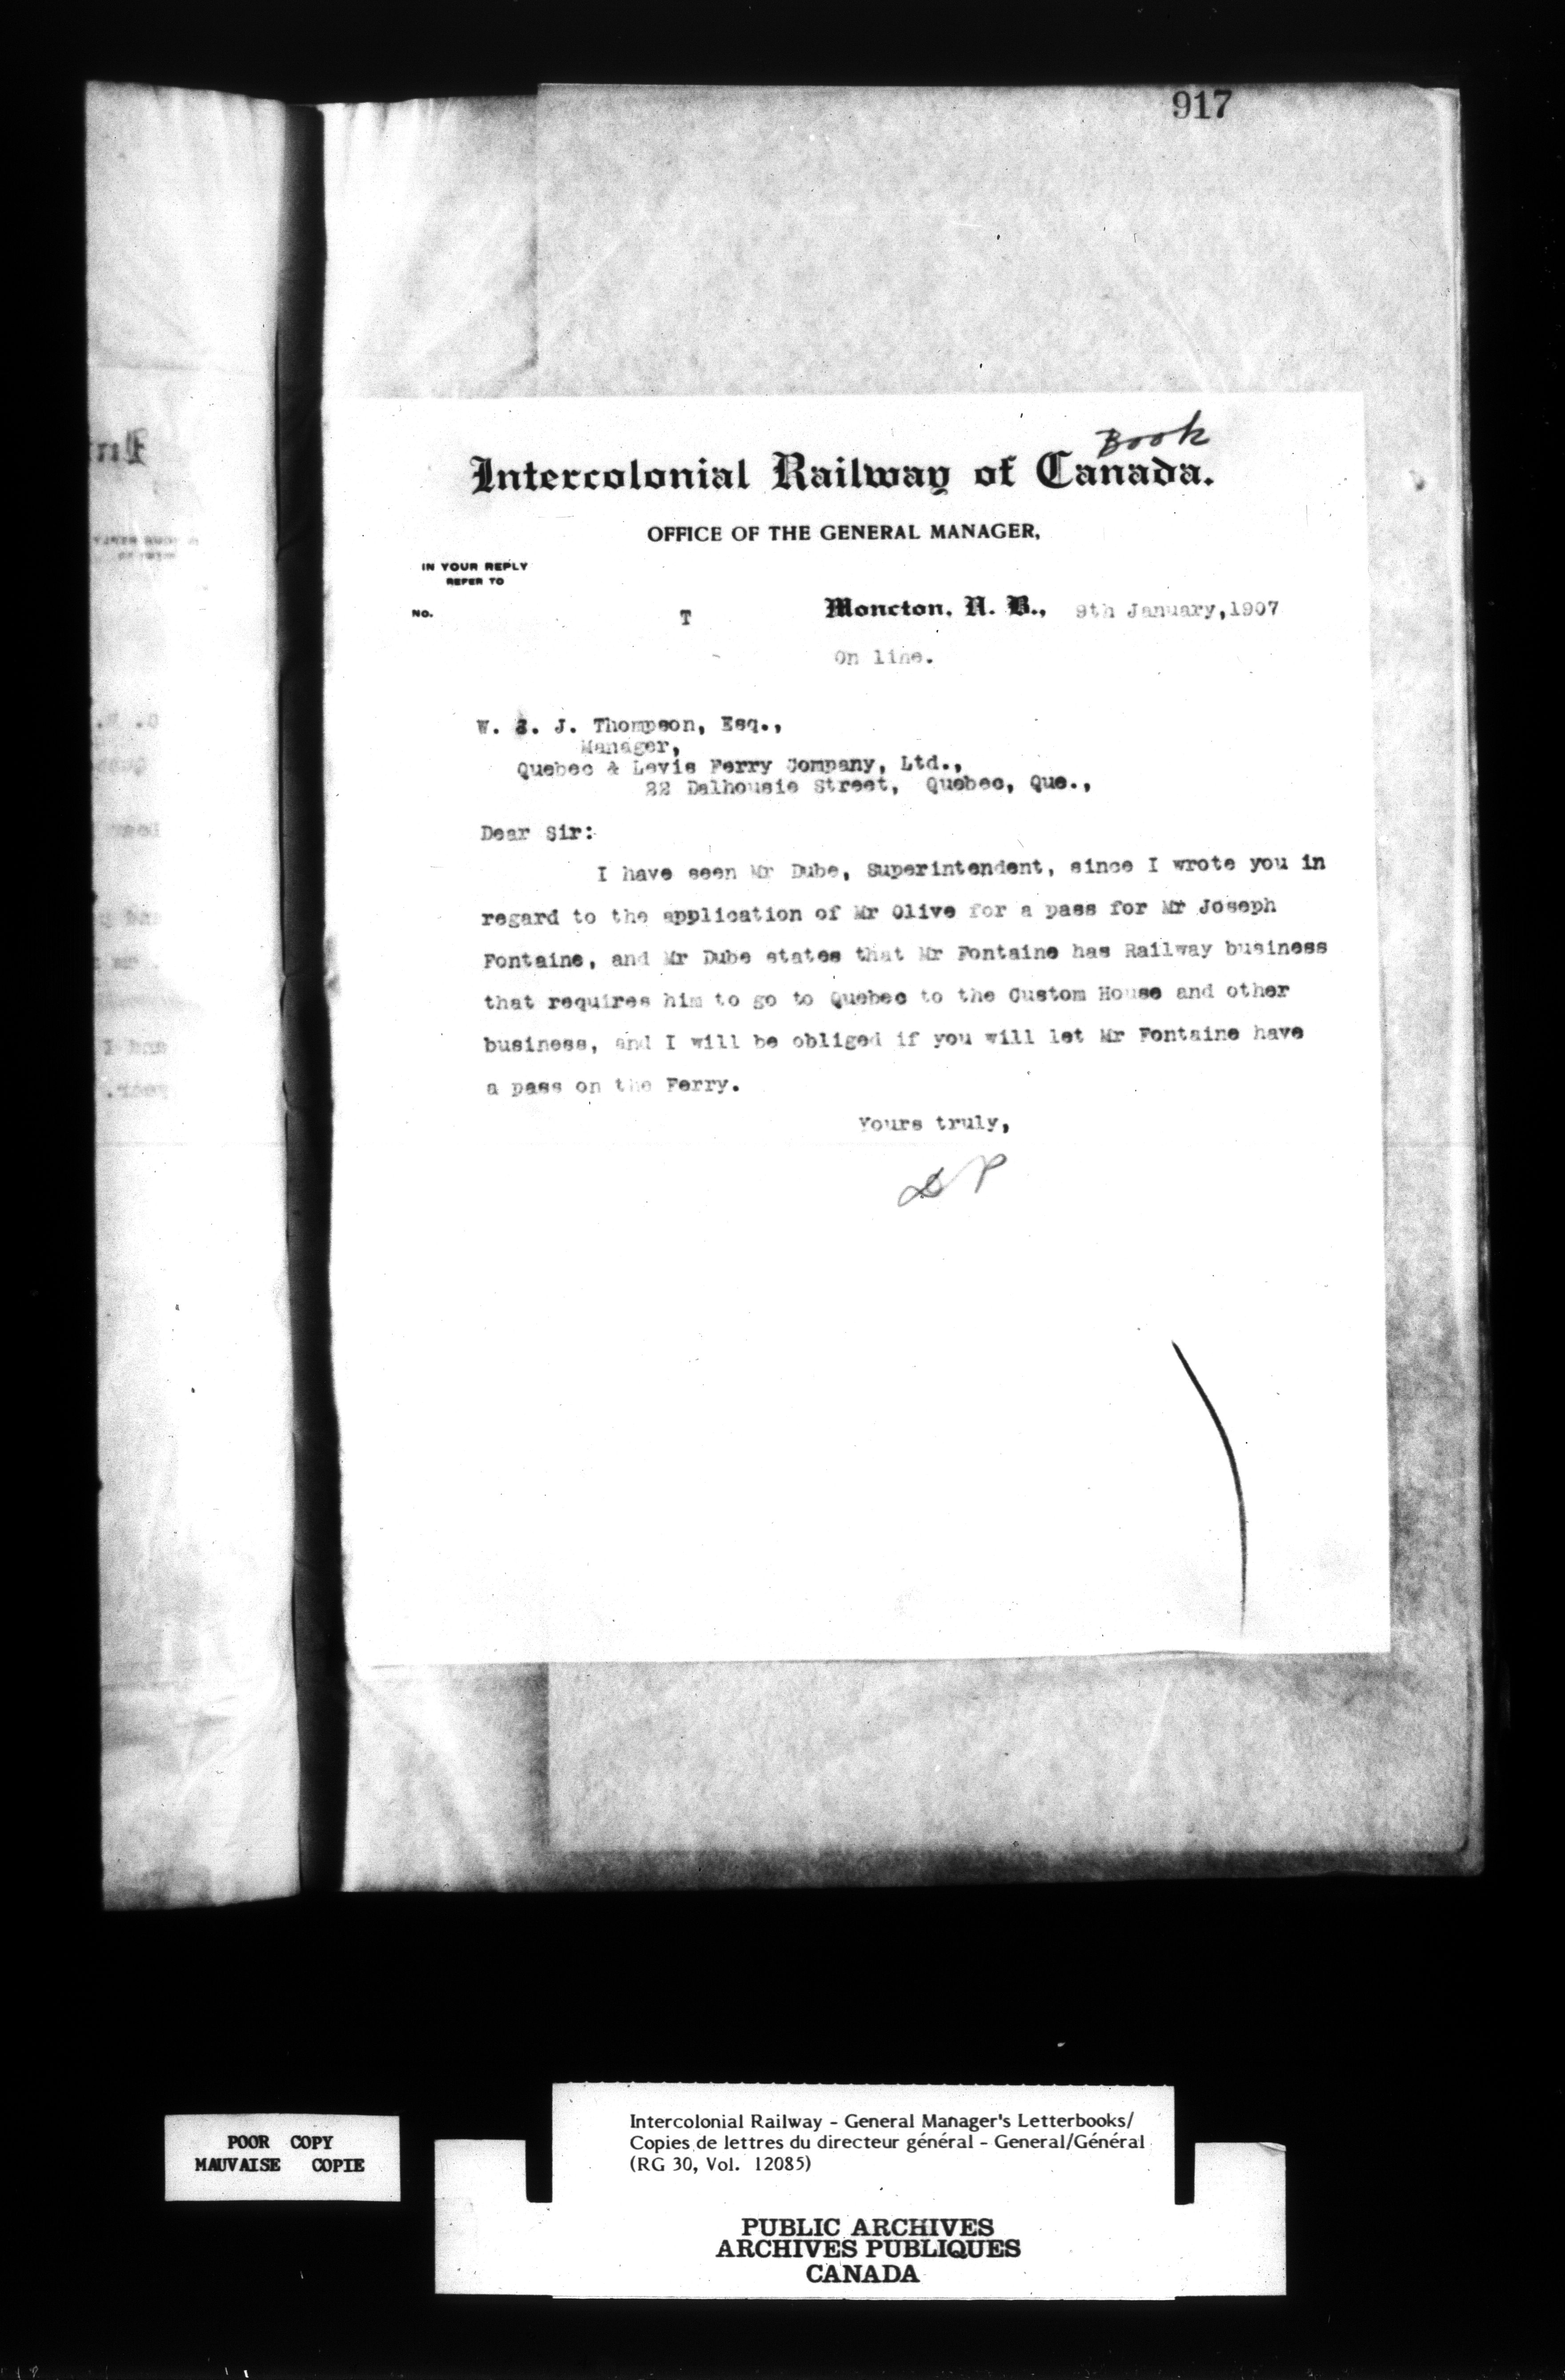 917
Book
Intercolonial Railway of Canada.
OFFICE OF THE GENERAL MANAGER,
IN YOUR REPLY
REFER TO
No.
T
Moncton, N. B., 9th January, 1907
On line.
W. J. Thompson, Esq.,
Manager,
Quebec & Levis Ferry Company, Ltd.,
22 Dalhousie Street, Quebec, Que.,
Dear Sir:
I have seen Mr Dube, Superintendent, since I wrote you in
regard to the application of Mr Olive for a pass for Mr Joseph
Fontaine, and Mr Dube states that Mr Fontaine has Railway business
that requires him to go to Quebec to the Custom House and other
business, and I will be obliged if you will let Mr Fontaine have
a pass on the Ferry.
Yours truly,
DP
POOR COPY
MAUVAISE COPIE
Intercolonial Railway - General Manager's Letterbooks/
Copies de lettres du directeur général - General/Général
(RG 30, Vol. 12085)
PUBLIC ARCHIVES
ARCHIVES PUBLIQUES
CANADA